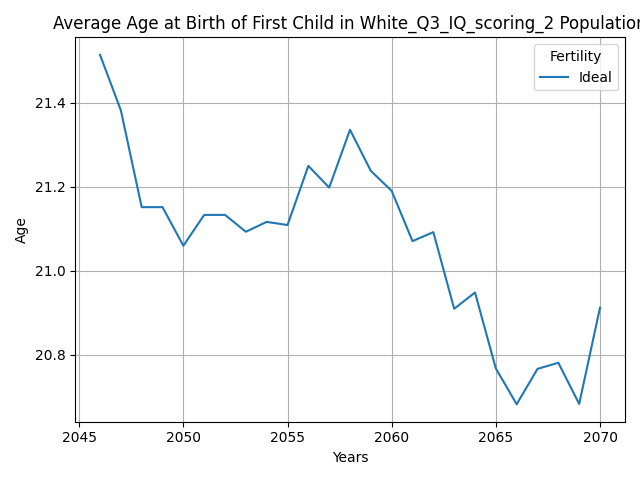 Average Age at Birth of First Child in White_Q3_IQ_scoring_2 Population
Fertility
Ideal
21.4
21.2
21.0
20.8
Age
2045
2050
2055
2060
2065
2070
Years